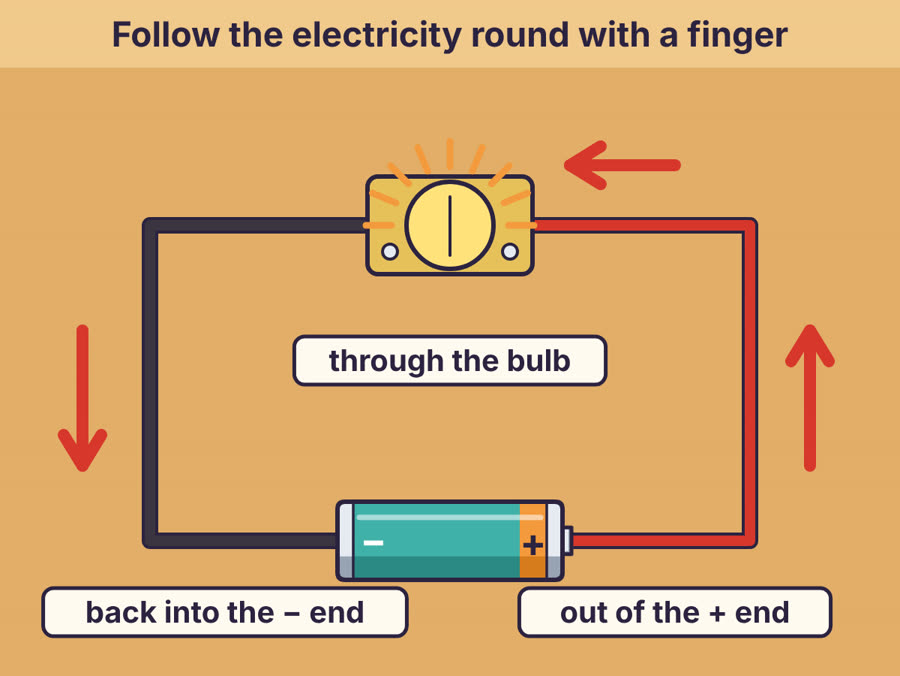 Follow the electricity round with a finger
through the bulb
– +
back into the – end
out of the + end